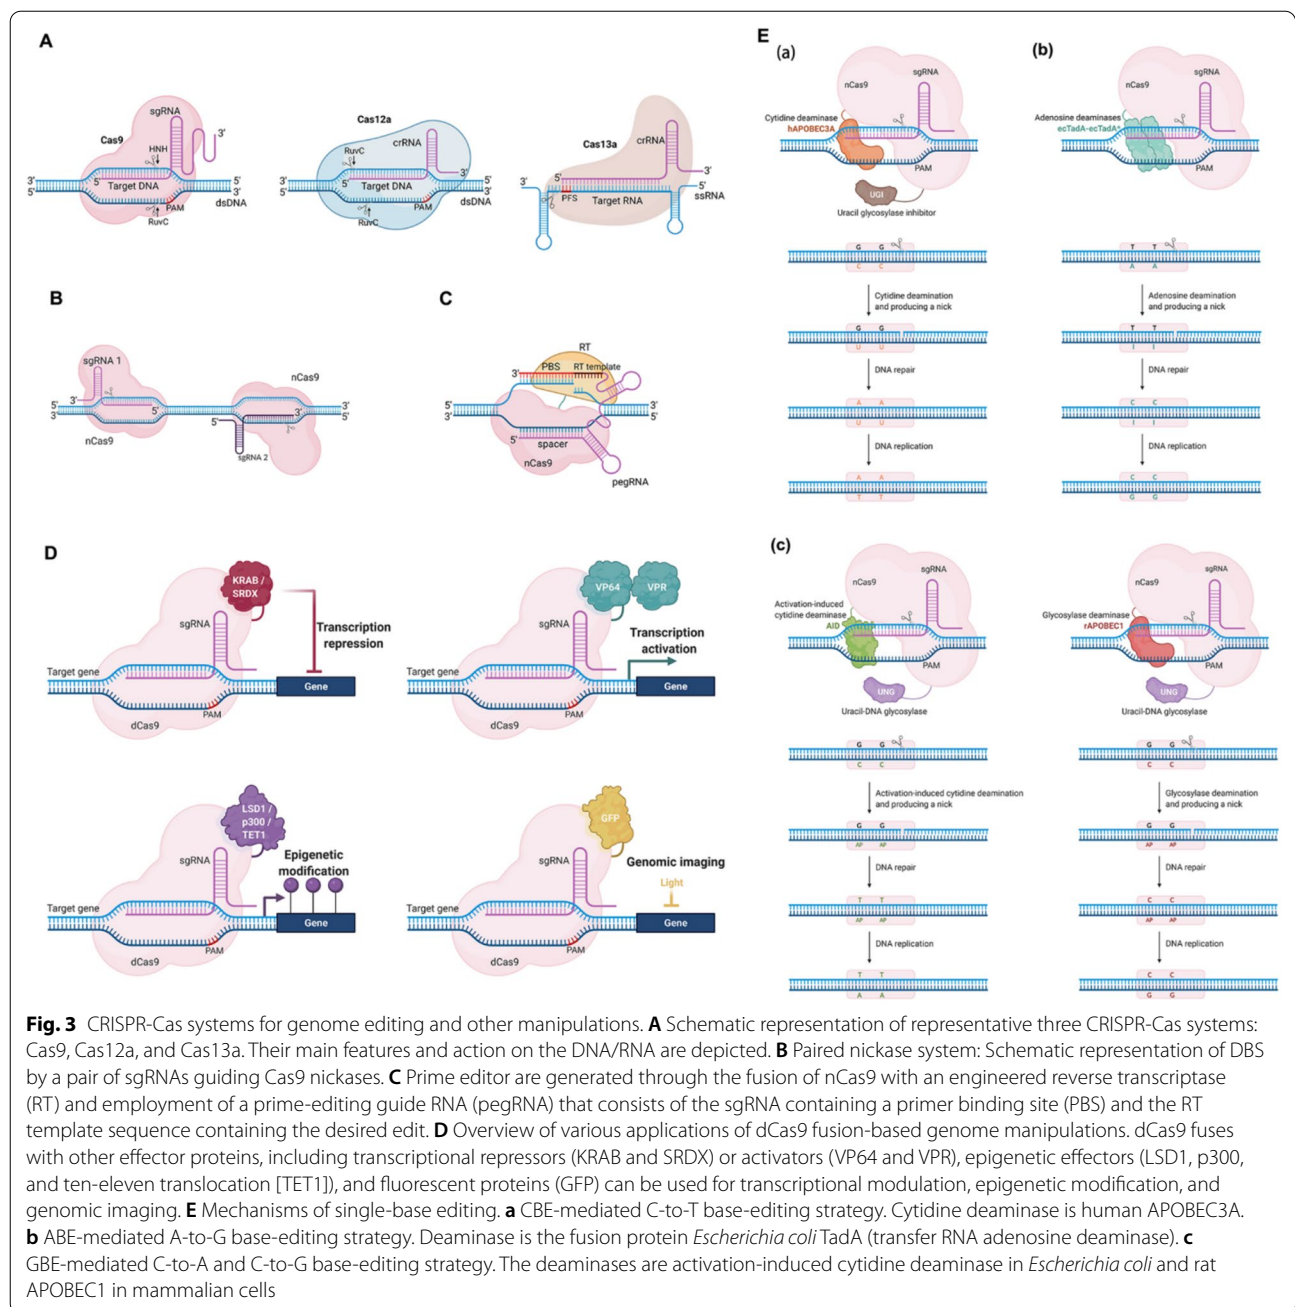 A
Cas9
sgRNA
3'
HNH
3'
5'
5'
Target DNA
3'
5'
dsDNA
PAM
RuvC
Cas12a
crRNA
RuvC
3'
3'
5'
5'
Target DNA
3'
5'
dsDNA
PAM
RuvC
Cas13a
crRNA
3'
5'
3'
5'
ssRNA
PFS
Target RNA
B
sgRNA 1
nCas9
5'
3'
3'
5'
3'
5'
3'
5'
nCas9
sgRNA 2
C
RT
PBS
RT template
5'
3'
3'
5'
5'
spacer
nCas9
pegRNA
D
KRAB /
SRDX
sgRNA
Transcription
repression
Target gene
Gene
PAM
dCas9
VP64
VPR
sgRNA
Transcription
activation
Target gene
Gene
PAM
dCas9
LSD1 /
p300 /
TET1
sgRNA
Epigenetic
modification
Target gene
Gene
PAM
dCas9
GFP
sgRNA
Genomic imaging
Light
Target gene
Gene
PAM
dCas9
E
(a)
sgRNA
nCas9
Cytidine deaminases
hAPOBEC3A
PAM
UGI
Uracil glycosylase inhibitor
G G
C C
Cytidine deamination
and producing a nick
G G
U U
DNA repair
A A
U U
DNA replication
A A
T T
(b)
sgRNA
nCas9
Adenosine deaminases
ecTadA-ecTadA*
PAM
T T
A A
Adenosine deamination
and producing a nick
T T
I I
DNA repair
C C
I I
DNA replication
C C
G G
(c)
sgRNA
nCas9
Activation-induced
cytidine deaminase
AID
PAM
UNG
Uracil-DNA glycosylase
G G
C C
Activation-induced cytidine deamination
and producing a nick
G G
AP AP
DNA repair
T T
AP AP
DNA replication
T T
A A
sgRNA
nCas9
Glycosylase deaminase
rAPOBEC1
PAM
UNG
Uracil-DNA glycosylase
G G
C C
Glycosylase deamination
and producing a nick
G G
AP AP
DNA repair
C C
AP AP
DNA replication
C C
G G
Fig. 3 CRISPR-Cas systems for genome editing and other manipulations. A Schematic representation of representative three CRISPR-Cas systems:
Cas9, Cas12a, and Cas13a. Their main features and action on the DNA/RNA are depicted. B Paired nickase system: Schematic representation of DBS
by a pair of sgRNAs guiding Cas9 nickases. C Prime editor are generated through the fusion of nCas9 with an engineered reverse transcriptase
(RT) and employment of a prime-editing guide RNA (pegRNA) that consists of the sgRNA containing a primer binding site (PBS) and the RT
template sequence containing the desired edit. D Overview of various applications of dCas9 fusion-based genome manipulations. dCas9 fuses
with other effector proteins, including transcriptional repressors (KRAB and SRDX) or activators (VP64 and VPR), epigenetic effectors (LSD1, p300,
and ten-eleven translocation [TET1]), and fluorescent proteins (GFP) can be used for transcriptional modulation, epigenetic modification, and
genomic imaging. E Mechanisms of single-base editing. a CBE-mediated C-to-T base-editing strategy. Cytidine deaminase is human APOBEC3A.
b ABE-mediated A-to-G base-editing strategy. Deaminase is the fusion protein Escherichia coli TadA (transfer RNA adenosine deaminase). c
GBE-mediated C-to-A and C-to-G base-editing strategy. The deaminases are activation-induced cytidine deaminase in Escherichia coli and rat
APOBEC1 in mammalian cells